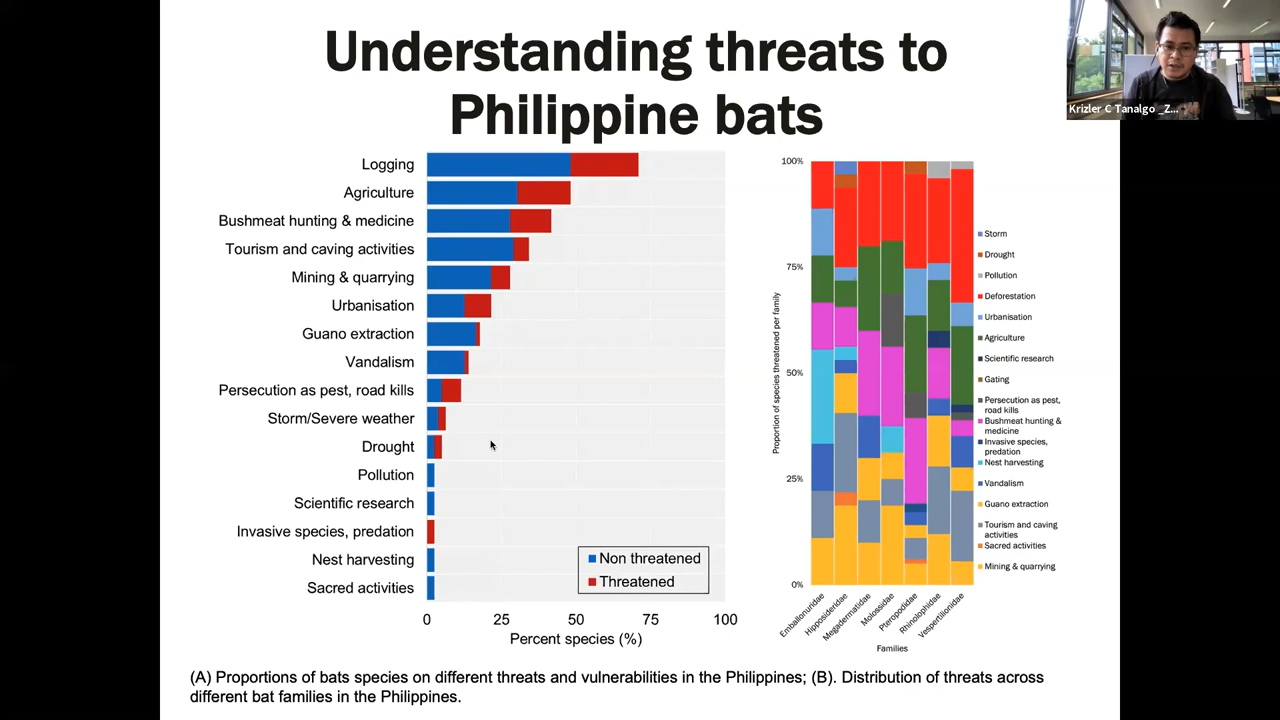 Understanding threats to
Philippine bats
Krizler C Tanalgo _Z...
Logging
Agriculture
Bushmeat hunting & medicine
Tourism and caving activities
Mining & quarrying
Urbanisation
Guano extraction
Vandalism
Persecution as pest, road kills
Storm/Severe weather
Drought
Pollution
Scientific research
Invasive species, predation
Nest harvesting
Sacred activities
Non threatened
Threatened
0
25
50
75
100
Percent species (%)
100%
75%
50%
25%
0%
Proportion of species threatened per family
Emballonuridae
Hipposideridae
Megadermatidae
Molossidae
Pteropodidae
Rhinolophidae
Vespertilionidae
Families
Storm
Drought
Pollution
Deforestation
Urbanisation
Agriculture
Scientific research
Gating
Persecution as pest,
road kills
Bushmeat hunting &
medicine
Invasive species,
predation
Nest harvesting
Vandalism
Guano extraction
Tourism and caving
activities
Sacred activities
Mining & quarrying
(A) Proportions of bats species on different threats and vulnerabilities in the Philippines; (B). Distribution of threats across
different bat families in the Philippines.